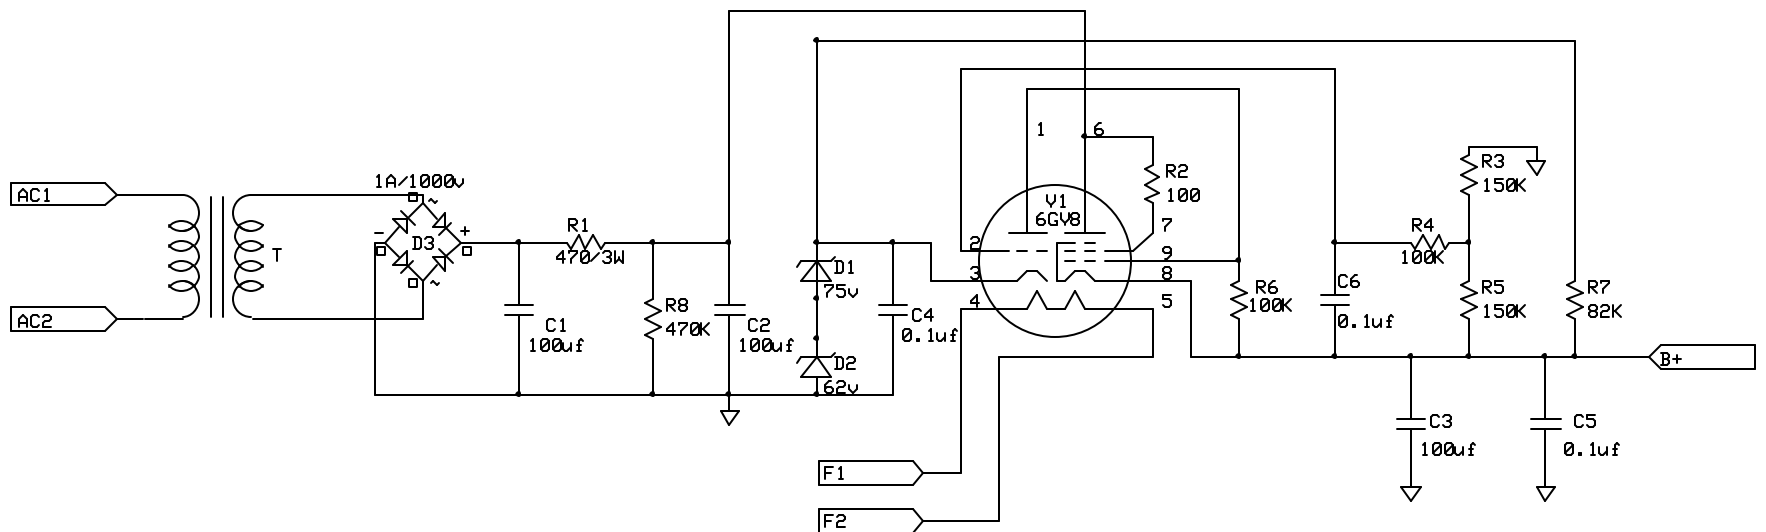 AC1
AC2
T
1A/1000v
~
-
D3
+
~
R1
470/3W
C1
100uf
R8
470K
C2
100uf
D1
75v
D2
62v
C4
0.1uf
1
6
V1
6GV8
2
3
4
7
9
8
5
R2
100
R6
100K
C6
0.1uf
R4
100K
R3
150K
R5
150K
R7
82K
B+
C3
100uf
C5
0.1uf
F1
F2